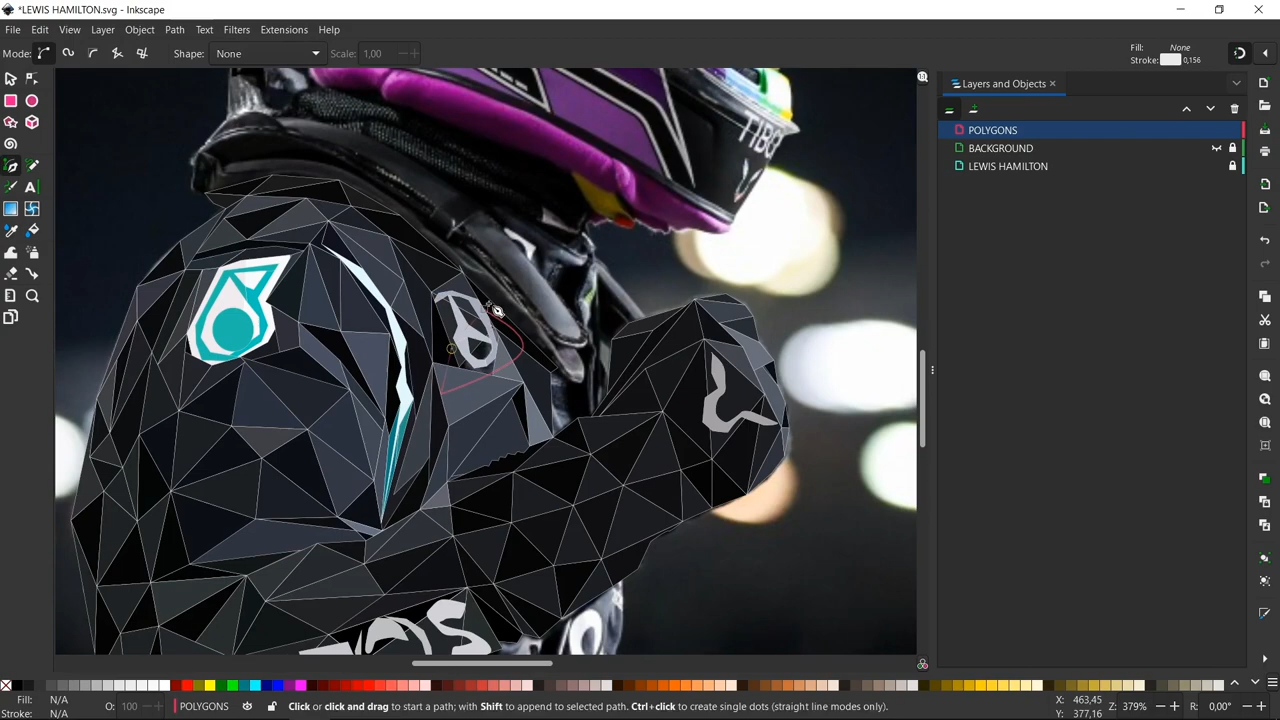 *LEWIS HAMILTON.svg - Inkscape
File Edit View Layer Object Path Text Filters Extensions Help
Mode: Shape: None Scale: 1,00
Fill: None
Stroke: 0,156
Layers and Objects
POLYGONS
BACKGROUND
LEWIS HAMILTON
TIBO
Fill: N/A
Stroke: N/A
O: 100
POLYGONS
Click or click and drag to start a path; with Shift to append to selected path. Ctrl+click to create single dots (straight line modes only).
X: 463,45
Y: 377,16
Z: 379%
R: 0,00°